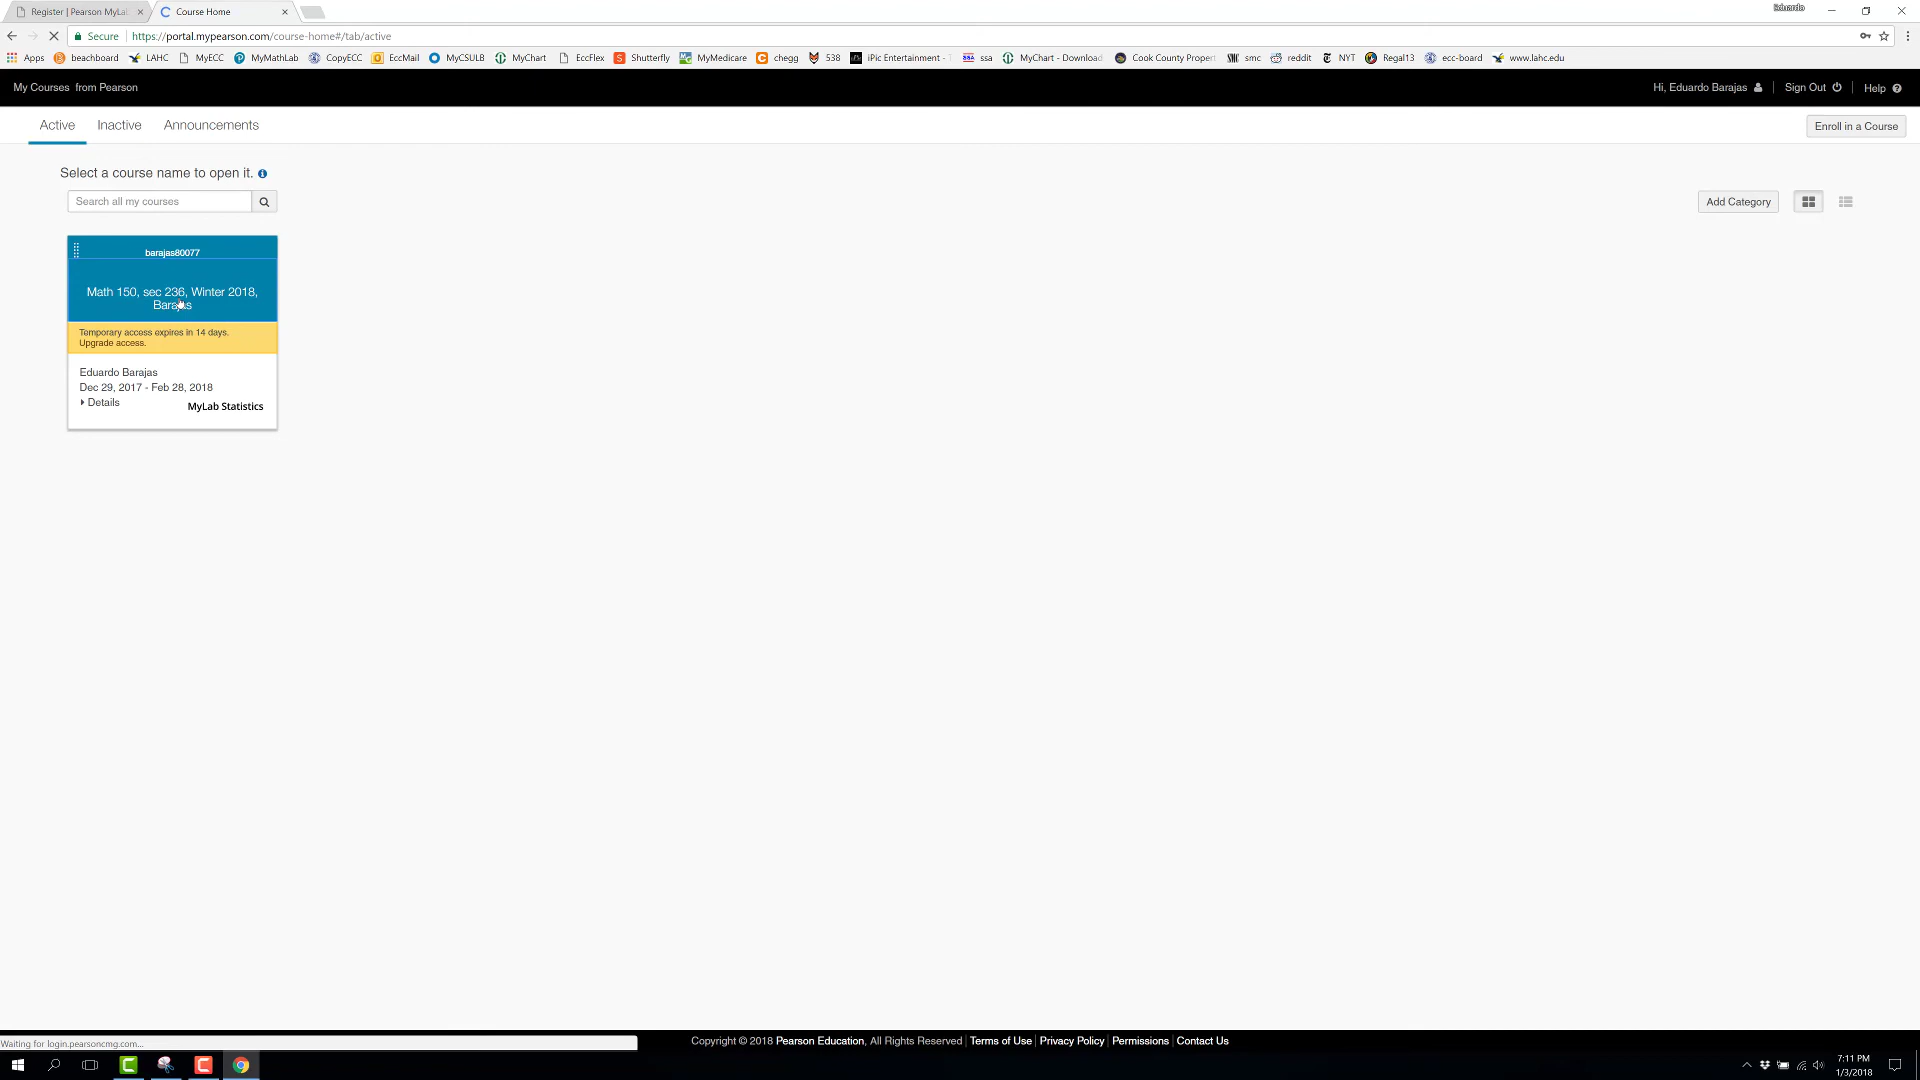 Register | Pearson MyLa
Course Home
Eduardo
Secure
https://portal.mypearson.com/course-home#/tab/active
Apps
beachboard
LAHC
MyECC
MyMathLab
CopyECC
EccMail
MyCSULB
MyChart
EccFlex
Shutterfly
MyMedicare
chegg
538
iPic Entertainment -
ssa
MyChart - Download
Cook County Propert
smc
reddit
NYT
Regal13
ecc-board
www.lahc.edu
My Courses from Pearson
Hi, Eduardo Barajas
Sign Out
Help
Active
Inactive
Announcements
Enroll in a Course
Select a course name to open it.
Search all my courses
Add Category
barajas80077
Math 150, sec 236, Winter 2018,
Barajas
Temporary access expires in 14 days.
Upgrade access.
Eduardo Barajas
Dec 29, 2017 - Feb 28, 2018
Details
MyLab Statistics
Waiting for login.pearsoncmg.com...
Copyright © 2018 Pearson Education, All Rights Reserved | Terms of Use | Privacy Policy | Permissions | Contact Us
7:11 PM
1/3/2018